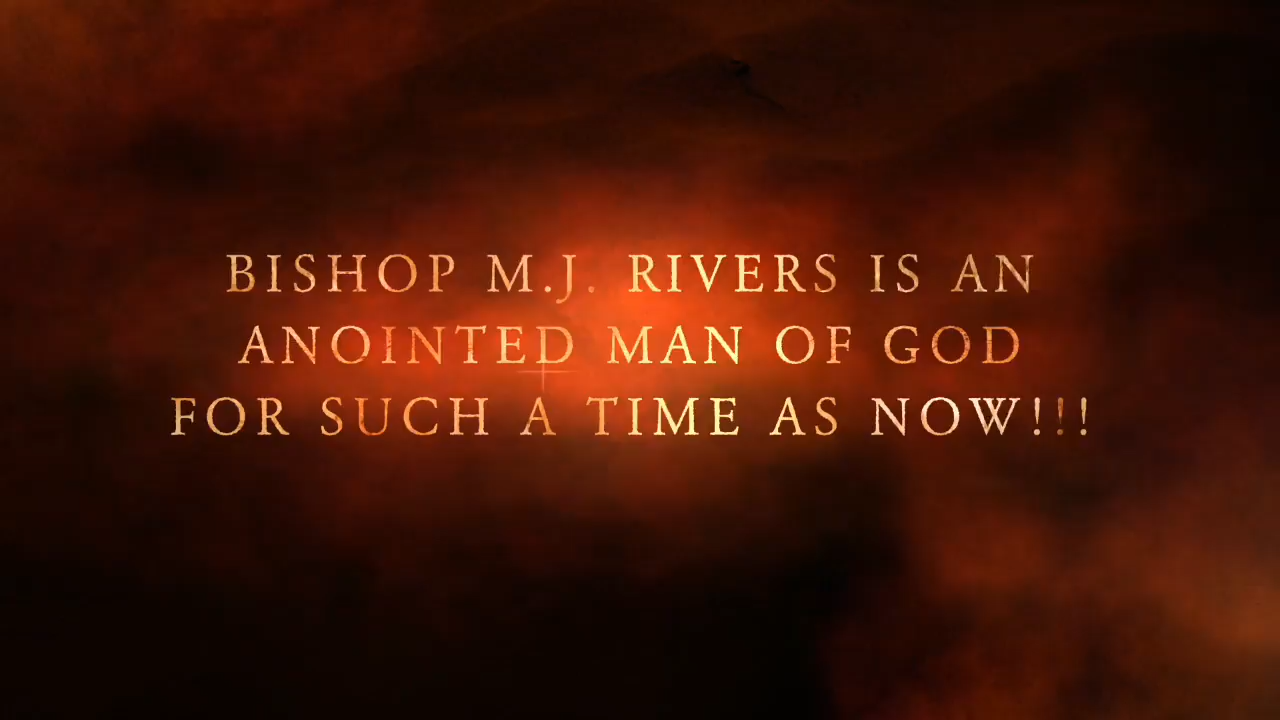 BISHOP M.J. RIVERS IS AN
ANOINTED MAN OF GOD
FOR SUCH A TIME AS NOW!!!